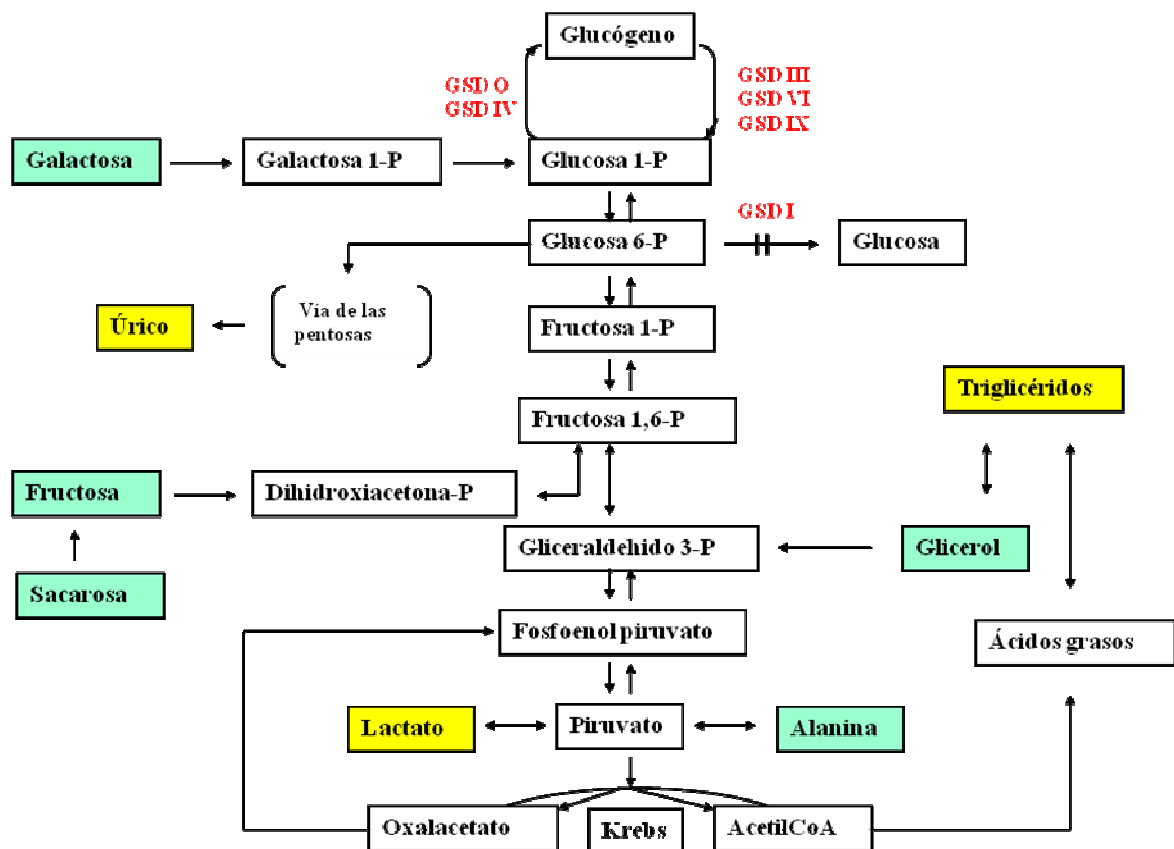 Glucógeno
GSD O
GSD IV
GSD III
GSD VI
GSD IX
Galactosa
Galactosa 1-P
Glucosa 1-P
GSD I
Glucosa 6-P
Glucosa
Vía de las
pentosas
Úrico
Fructosa 1-P
Triglicéridos
Fructosa 1,6-P
Fructosa
Dihidroxiacetona-P
Gliceraldehido 3-P
Glicerol
Sacarosa
Fosfoenol piruvato
Ácidos grasos
Lactato
Piruvato
Alanina
Oxalacetato
Krebs
AcetilCoA